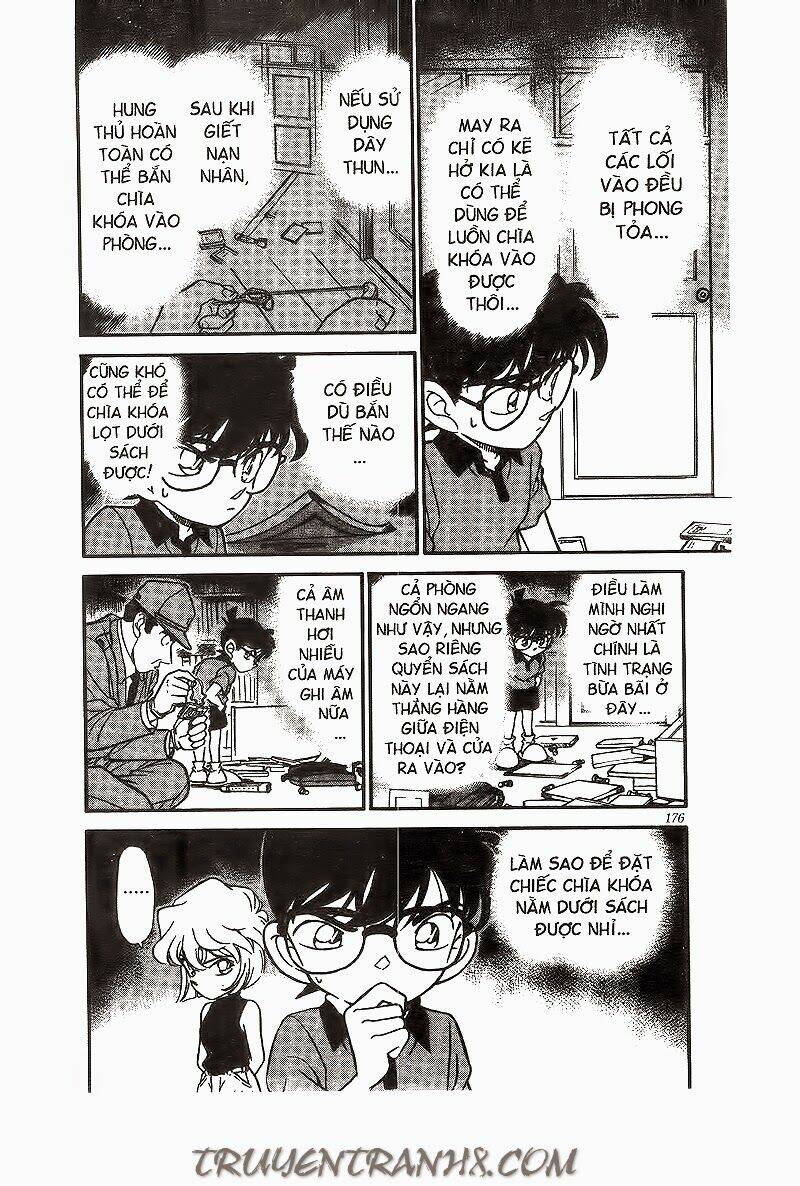 TẤT CẢ
CÁC LỐI
VÀO ĐỀU
BỊ PHONG
TỎA...
MAY RA
CHỈ CÓ KẼ
HỞ KIA LÀ
CÓ THỂ
DÙNG ĐỂ
LUỒN CHÌA
KHÓA VÀO
ĐƯỢC
THÔI...
NẾU SỬ
DỤNG
DÂY
THUN...
SAU KHI
GIẾT
NẠN
NHÂN,
HUNG
THỦ HOÀN
TOÀN CÓ
THỂ BẮN
CHÌA
KHÓA VÀO
PHÒNG...
CÓ ĐIỀU
DÙ BẮN
THẾ NÀO
...
CŨNG KHÓ
CÓ THỂ ĐỂ
CHÌA KHÓA
LỌT DƯỚI
SÁCH
ĐƯỢC!
ĐIỀU LÀM
MÌNH NGHI
NGỜ NHẤT
CHÍNH LÀ
TÌNH TRẠNG
BỪA BÃI Ở
ĐÂY...
CẢ PHÒNG
NGỔN NGANG
NHƯ VẬY, NHƯNG
SAO RIÊNG
QUYỂN SÁCH
NÀY LẠI NẰM
THẲNG HÀNG
GIỮA ĐIỆN
THOẠI VÀ CỬA
RA VÀO?
CẢ ÂM
THANH
HƠI
NHIỄU
CỦA MÁY
GHI ÂM
NỮA
...
176
LÀM SAO ĐỂ ĐẶT
CHIẾC CHÌA KHÓA
NẰM DƯỚI SÁCH
ĐƯỢC NHỈ...
.....
TRUYENTRANH8.COM